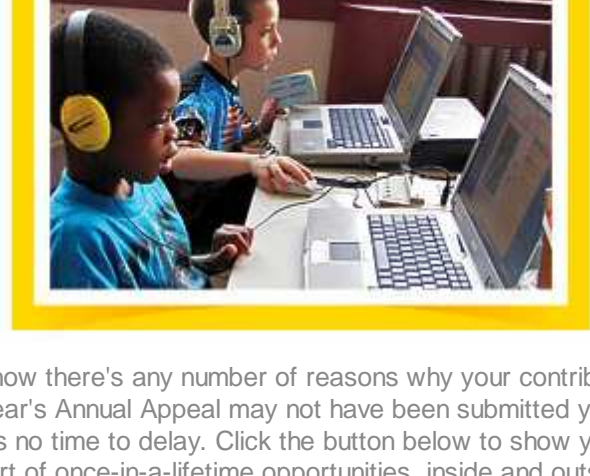 now there's any number of reasons why your contrib
ear's Annual Appeal may not have been submitted y
s no time to delay. Click the button below to show y
rt of once-in-a-lifetime opportunities, inside and outs